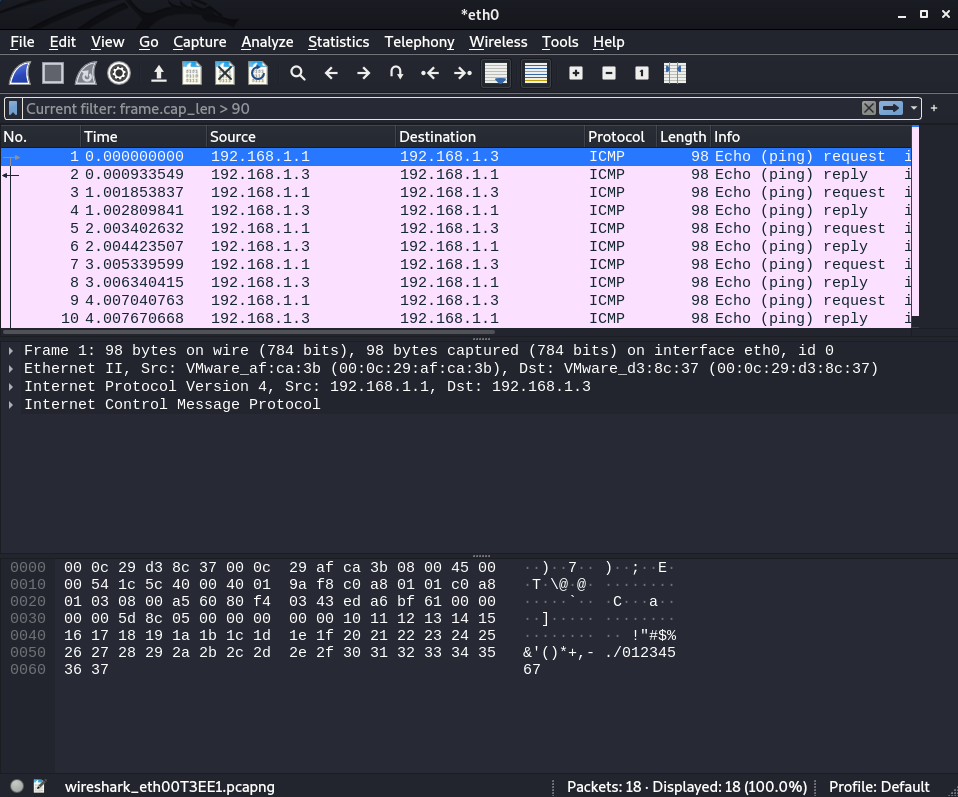 *eth0
File Edit View Go Capture Analyze Statistics Telephony Wireless Tools Help
Current filter: frame.cap_len > 90
No. Time Source Destination Protocol Length Info
1 0.000000000 192.168.1.1 192.168.1.3 ICMP 98 Echo (ping) request i
2 0.000933549 192.168.1.3 192.168.1.1 ICMP 98 Echo (ping) reply i
3 1.001853837 192.168.1.1 192.168.1.3 ICMP 98 Echo (ping) request i
4 1.002809841 192.168.1.3 192.168.1.1 ICMP 98 Echo (ping) reply i
5 2.003402632 192.168.1.1 192.168.1.3 ICMP 98 Echo (ping) request i
6 2.004423507 192.168.1.3 192.168.1.1 ICMP 98 Echo (ping) reply i
7 3.005339599 192.168.1.1 192.168.1.3 ICMP 98 Echo (ping) request i
8 3.006340415 192.168.1.3 192.168.1.1 ICMP 98 Echo (ping) reply i
9 4.007040763 192.168.1.1 192.168.1.3 ICMP 98 Echo (ping) request i
10 4.007670668 192.168.1.3 192.168.1.1 ICMP 98 Echo (ping) reply i
Frame 1: 98 bytes on wire (784 bits), 98 bytes captured (784 bits) on interface eth0, id 0
Ethernet II, Src: VMware_af:ca:3b (00:0c:29:af:ca:3b), Dst: VMware_d3:8c:37 (00:0c:29:d3:8c:37)
Internet Protocol Version 4, Src: 192.168.1.1, Dst: 192.168.1.3
Internet Control Message Protocol
0000 00 0c 29 d3 8c 37 00 0c 29 af ca 3b 08 00 45 00 ··)··7·· )··;··E·
0010 00 54 1c 5c 40 00 40 01 9a f8 c0 a8 01 01 c0 a8 ·T·\@·@· ········
0020 01 03 08 00 a5 60 80 f4 03 43 ed a6 bf 61 00 00 ·····`·· ·C···a··
0030 00 00 5d 8c 05 00 00 00 00 00 10 11 12 13 14 15 ··]····· ········
0040 16 17 18 19 1a 1b 1c 1d 1e 1f 20 21 22 23 24 25 ········ ·· !"#$%
0050 26 27 28 29 2a 2b 2c 2d 2e 2f 30 31 32 33 34 35 &'()*+,- ./012345
0060 36 37 67
wireshark_eth00T3EE1.pcapng Packets: 18 · Displayed: 18 (100.0%) Profile: Default